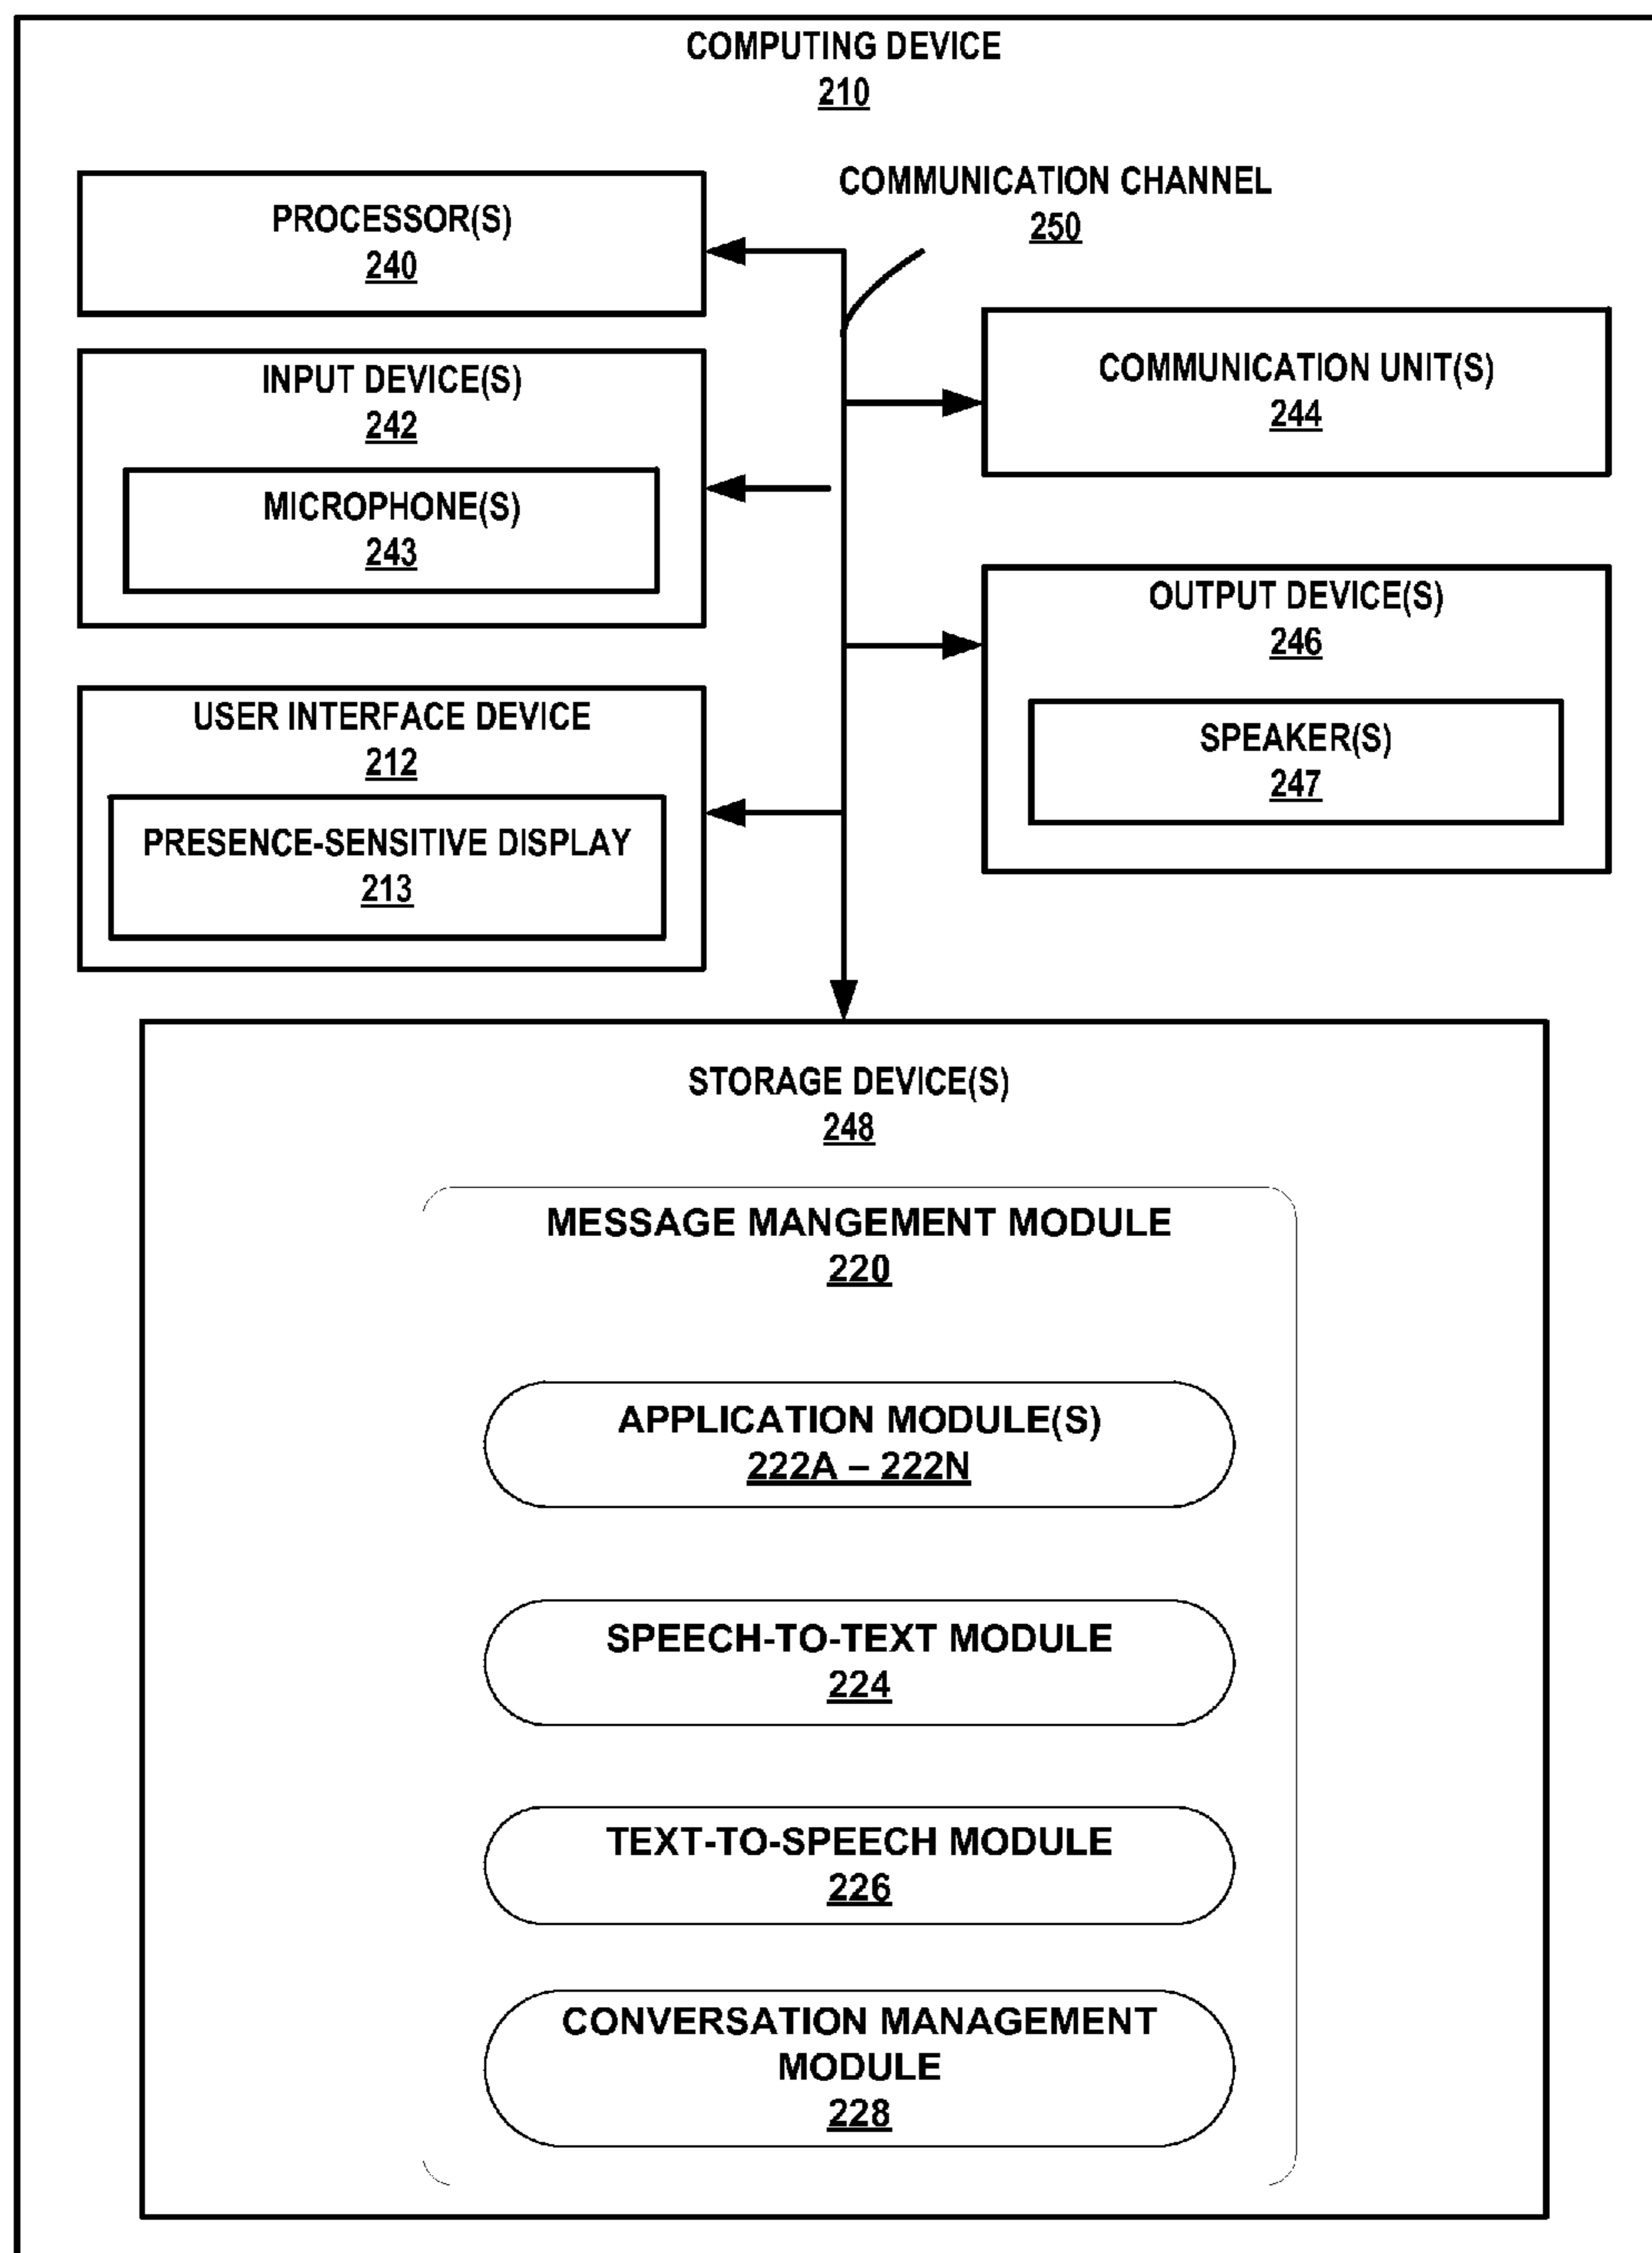 COMPUTING DEVICE
210
PROCESSOR(S)
240
COMMUNICATION CHANNEL
250
INPUT DEVICE(S)
242
MICROPHONE(S)
243
COMMUNICATION UNIT(S)
244
OUTPUT DEVICE(S)
246
SPEAKER(S)
247
USER INTERFACE DEVICE
212
PRESENCE-SENSITIVE DISPLAY
213
STORAGE DEVICE(S)
248
MESSAGE MANGEMENT MODULE
220
APPLICATION MODULE(S)
222A – 222N
SPEECH-TO-TEXT MODULE
224
TEXT-TO-SPEECH MODULE
226
CONVERSATION MANAGEMENT
MODULE
228